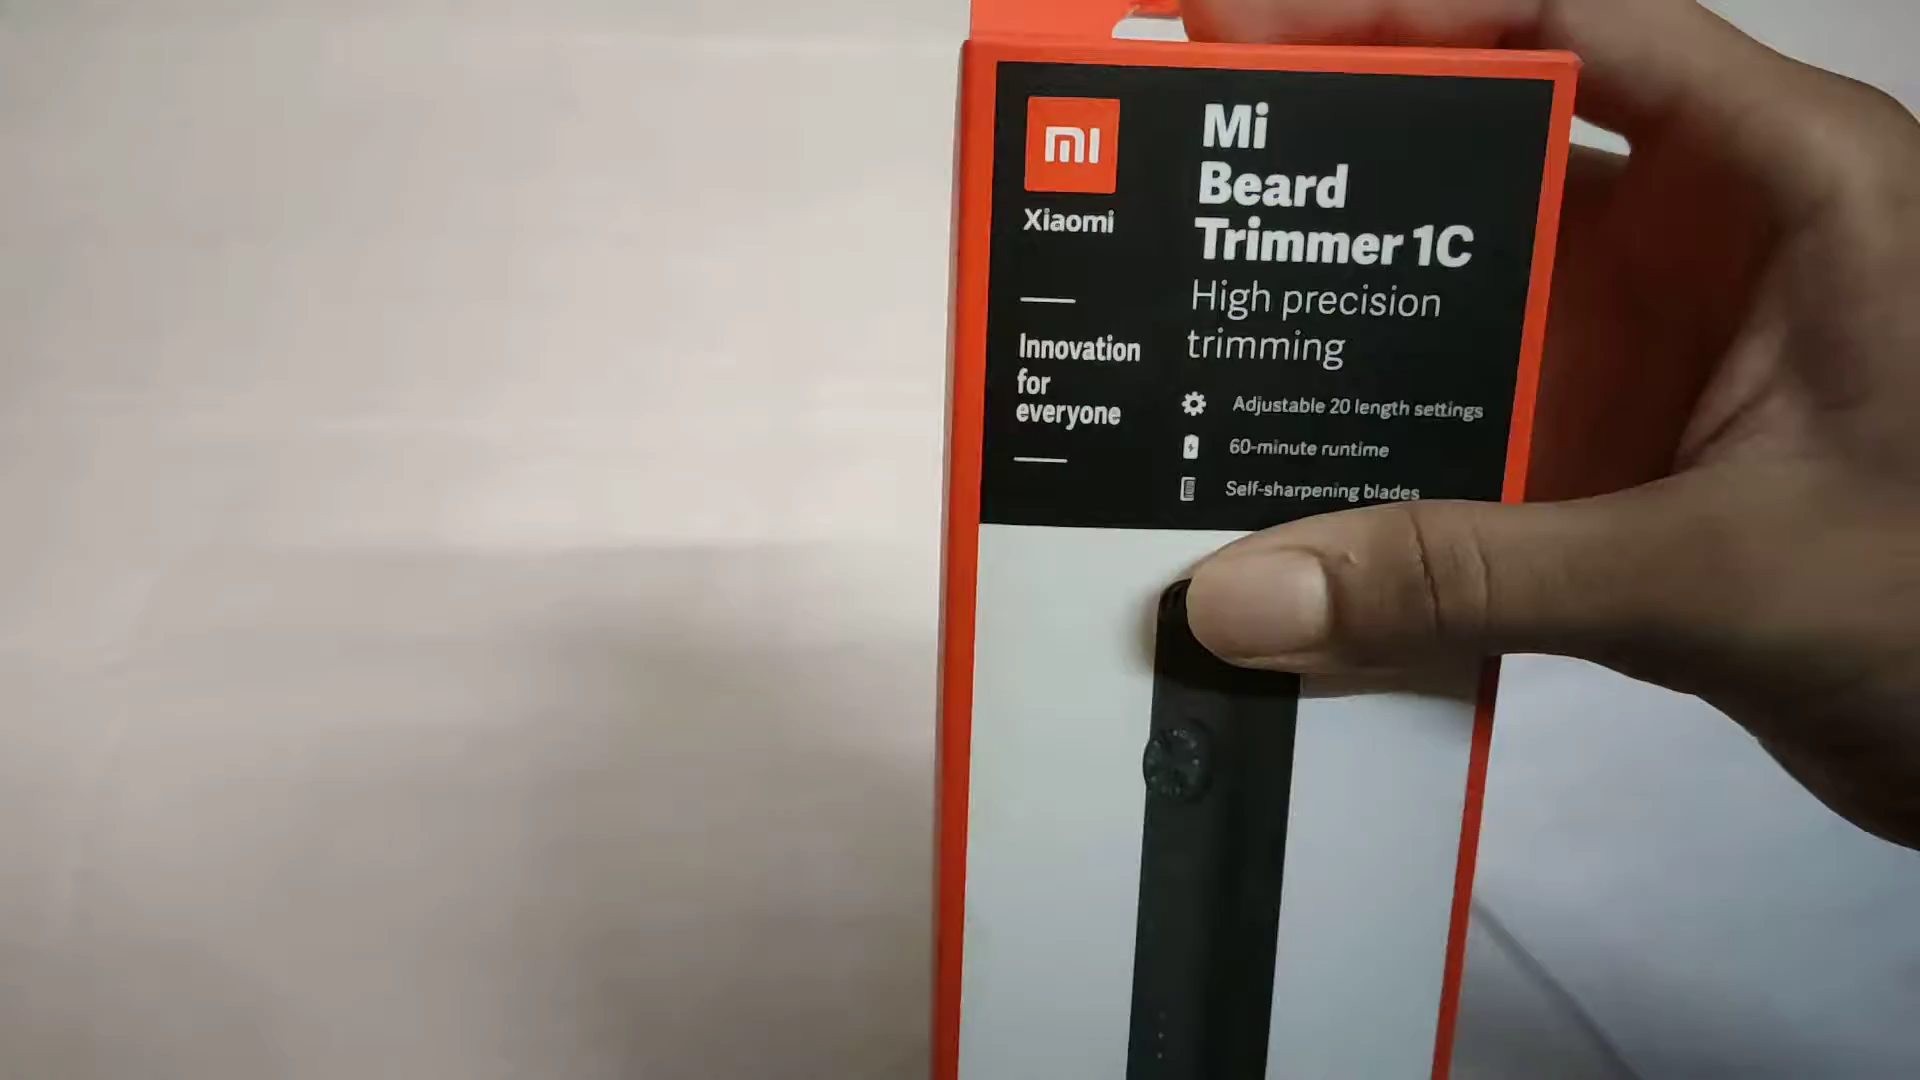 mi
Xiaomi
Innovation
for
everyone
Mi
Beard
Trimmer 1C
High precision
trimming
Adjustable 20 length settings
60-minute runtime
Self-sharpening blades